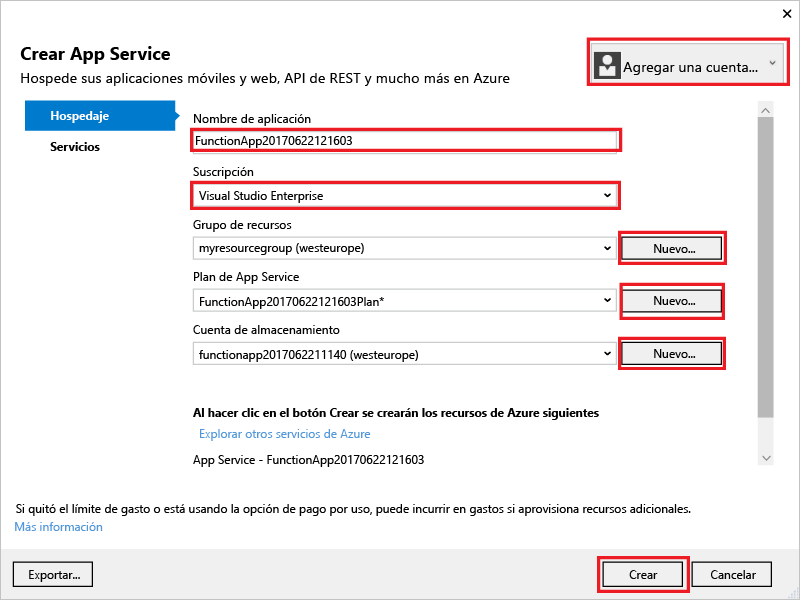 Crear App Service
Hospede sus aplicaciones móviles y web, API de REST y mucho más en Azure
Agregar una cuenta...
Hospedaje
Servicios
Nombre de aplicación
FunctionApp20170622121603
Suscripción
Visual Studio Enterprise
Grupo de recursos
myresourcegroup (westeurope)
Nuevo...
Plan de App Service
FunctionApp20170622121603Plan*
Nuevo...
Cuenta de almacenamiento
functionapp2017062211140 (westeurope)
Nuevo...
Al hacer clic en el botón Crear se crearán los recursos de Azure siguientes
Explorar otros servicios de Azure
App Service - FunctionApp20170622121603
Si quitó el límite de gasto o está usando la opción de pago por uso, puede incurrir en gastos si aprovisiona recursos adicionales.
Más información
Exportar...
Crear
Cancelar